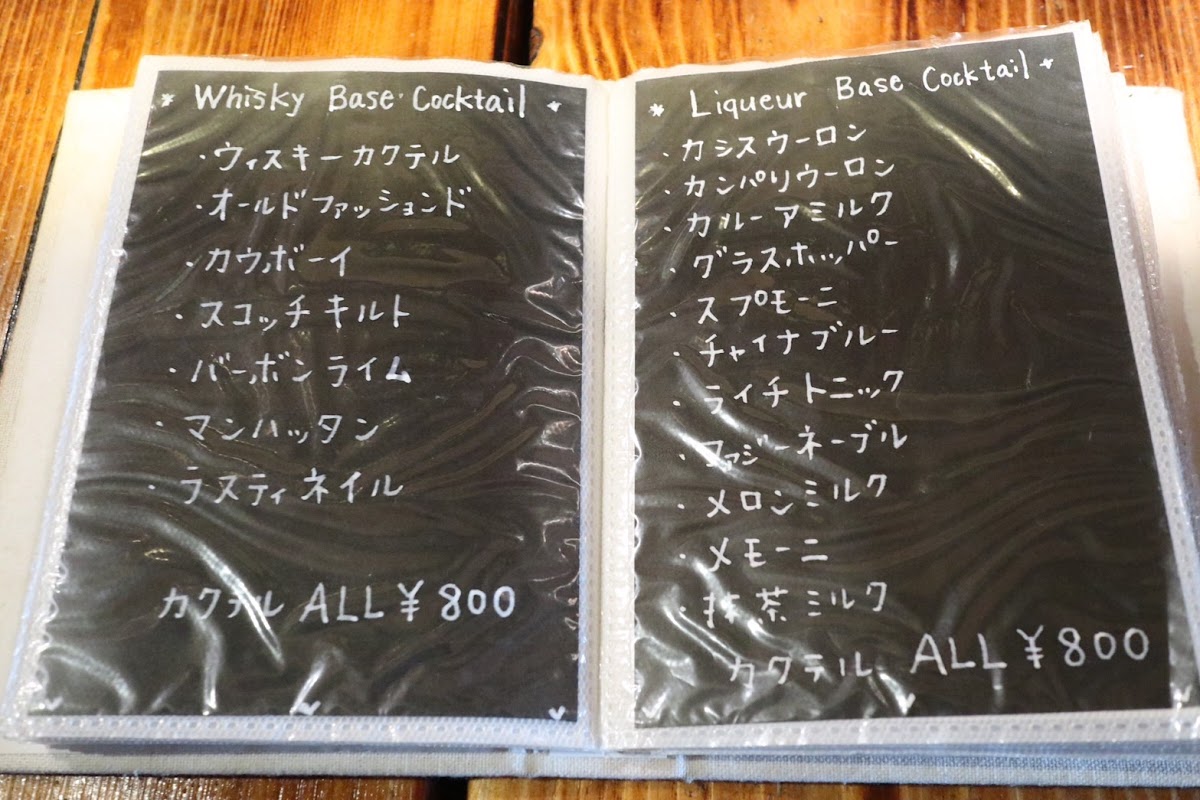 * Whisky Base Cocktail
・ウィスキーカクテル
・オールドファッションド
・カウボーイ
・スコッチキルト
・バーボンライム
・マンハッタン
・ラスティネイル
カクテル ALL ¥800
* Liqueur Base Cocktail
・カシスウーロン
・カンパリウーロン
・カルーアミルク
・グラスホッパー
・スプモーニ
・チャイナブルー
・ライチトニック
・ファジーネーブル
・メロンミルク
・メモーニ
・抹茶ミルク
カクテル ALL ¥800